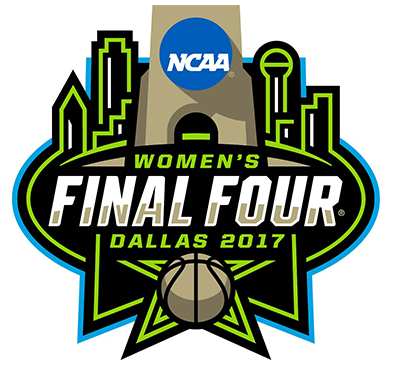 NCAA®
WOMEN'S
FINAL FOUR®
DALLAS 2017